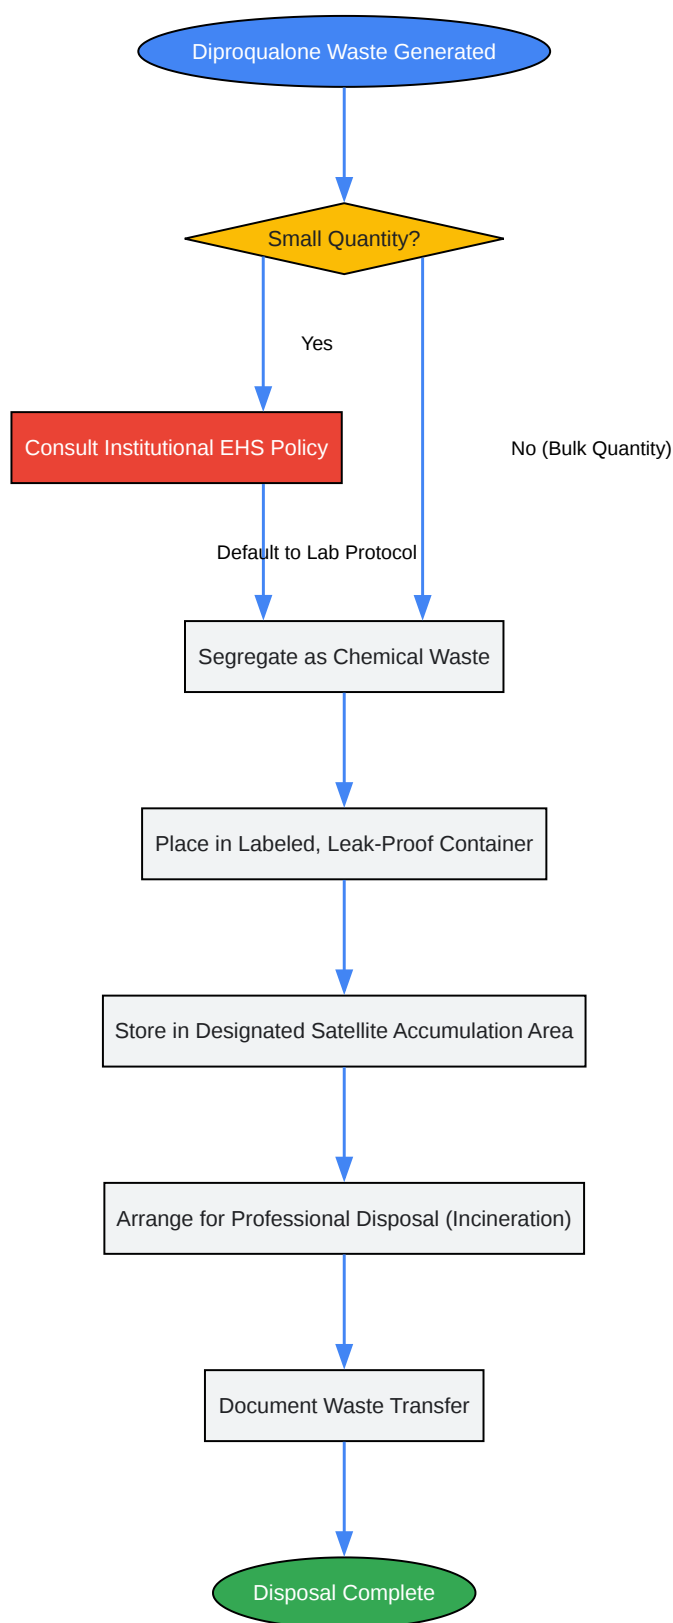 Diproqualone Waste Generated
Small Quantity?
Yes
Consult Institutional EHS Policy
No (Bulk Quantity)
Default to Lab Protocol
Segregate as Chemical Waste
Place in Labeled, Leak-Proof Container
Store in Designated Satellite Accumulation Area
Arrange for Professional Disposal (Incineration)
Document Waste Transfer
Disposal Complete